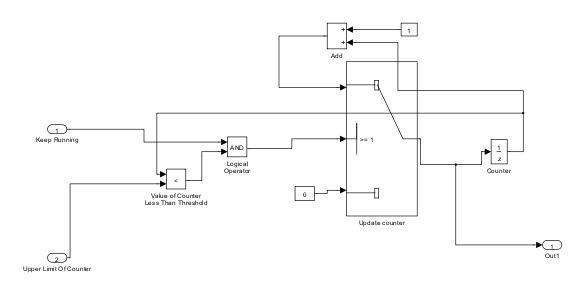 +
+
1
Add
1
Keep Running
AND
>= 1
1
z
Logical
Operator
Counter
<
Value of Counter
Less Than Threshold
0
Update counter
1
Out1
2
Upper Limit Of Counter